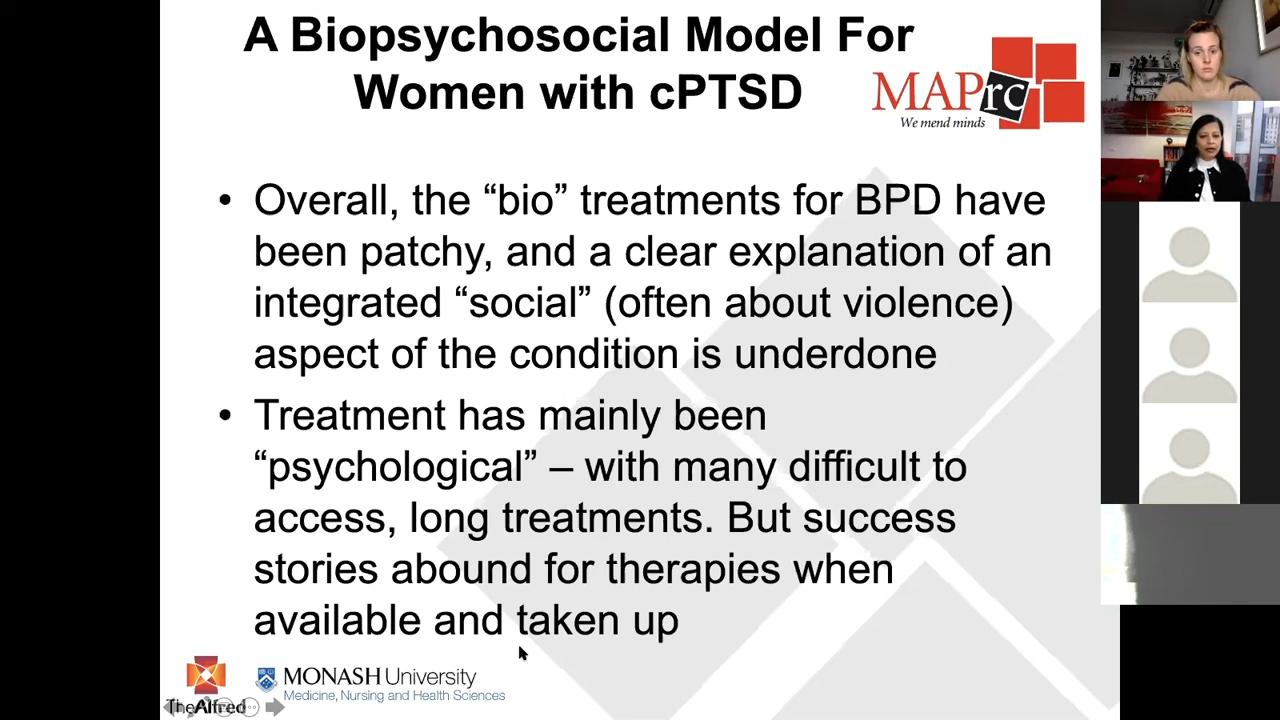 A Biopsychosocial Model For
Women with cPTSD
MAPrc
We mend minds
• Overall, the “bio” treatments for BPD have
been patchy, and a clear explanation of an
integrated “social” (often about violence)
aspect of the condition is underdone
• Treatment has mainly been
“psychological” – with many difficult to
access, long treatments. But success
stories abound for therapies when
available and taken up
TheAlfred
MONASH University
Medicine, Nursing and Health Sciences